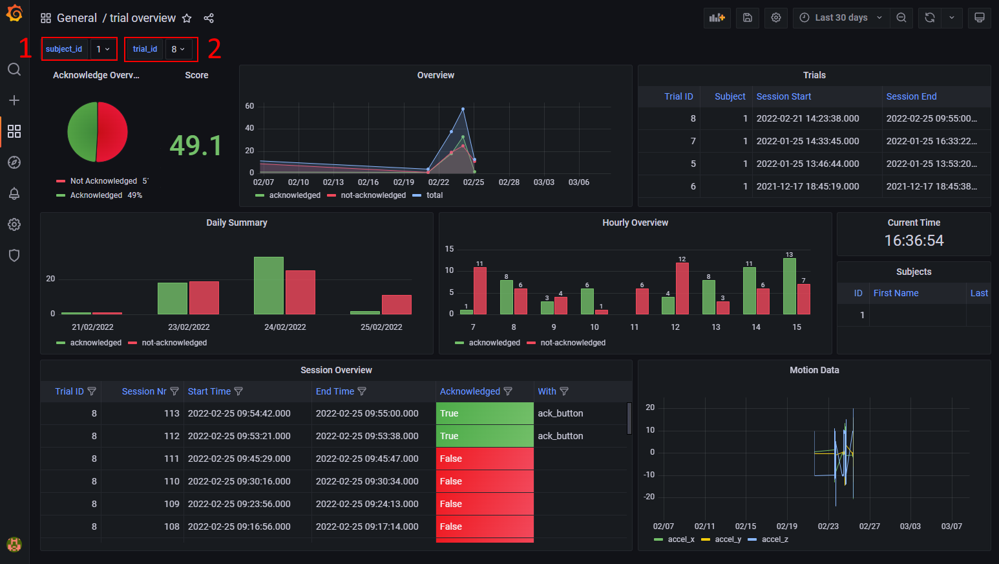 General / trial overview
Last 30 days
1
subject_id 1
trial_id 8
2
Acknowledge Overv...
Score
49.1
Not Acknowledged 5
Acknowledged 49%
Overview
60
40
20
0
02/07 02/10 02/13 02/16 02/19 02/22 02/25 02/28 03/03 03/06
acknowledged not-acknowledged total
Trials
Trial ID Subject Session Start Session End
8 1 2022-02-21 14:23:38.000 2022-02-25 09:55:00...
7 1 2022-01-25 14:33:45.000 2022-01-25 16:33:22...
5 1 2022-01-25 13:46:44.000 2022-01-25 13:53:20...
6 1 2021-12-17 18:45:19.000 2021-12-17 18:45:38...
Daily Summary
20
0
21/02/2022 23/02/2022 24/02/2022 25/02/2022
acknowledged not-acknowledged
Hourly Overview
15
10
5
0
1 11 8 6 3 4 6 1 6 4 12 8 3 11 6 13 7
7 8 9 10 11 12 13 14 15
acknowledged not-acknowledged
Current Time
16:36:54
Subjects
ID First Name Last
1
Session Overview
Trial ID Session Nr Start Time End Time Acknowledged With
8 113 2022-02-25 09:54:42.000 2022-02-25 09:55:00.000 True ack_button
8 112 2022-02-25 09:53:21.000 2022-02-25 09:53:38.000 True ack_button
8 111 2022-02-25 09:45:29.000 2022-02-25 09:45:47.000 False
8 110 2022-02-25 09:30:16.000 2022-02-25 09:30:34.000 False
8 109 2022-02-25 09:23:56.000 2022-02-25 09:24:13.000 False
8 108 2022-02-25 09:16:56.000 2022-02-25 09:17:14.000 False
Motion Data
20
10
0
-10
-20
02/07 02/11 02/15 02/19 02/23 02/27 03/03 03/07
accel_x accel_y accel_z